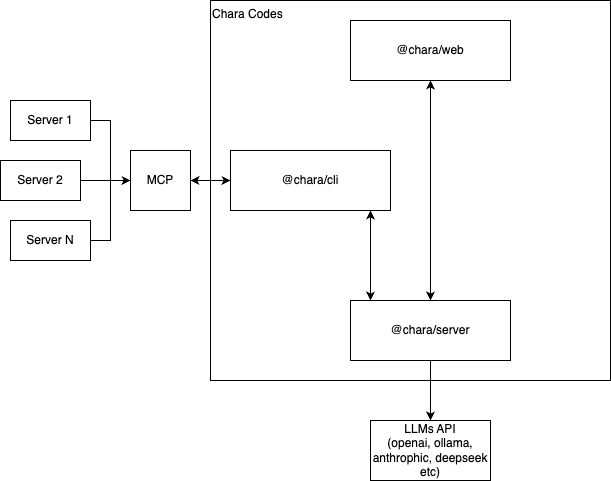 Chara Codes
@chara/web
Server 1
Server 2
MCP
@chara/cli
Server N
@chara/server
LLMs API
(openai, ollama,
anthrophic, deepseek
etc)